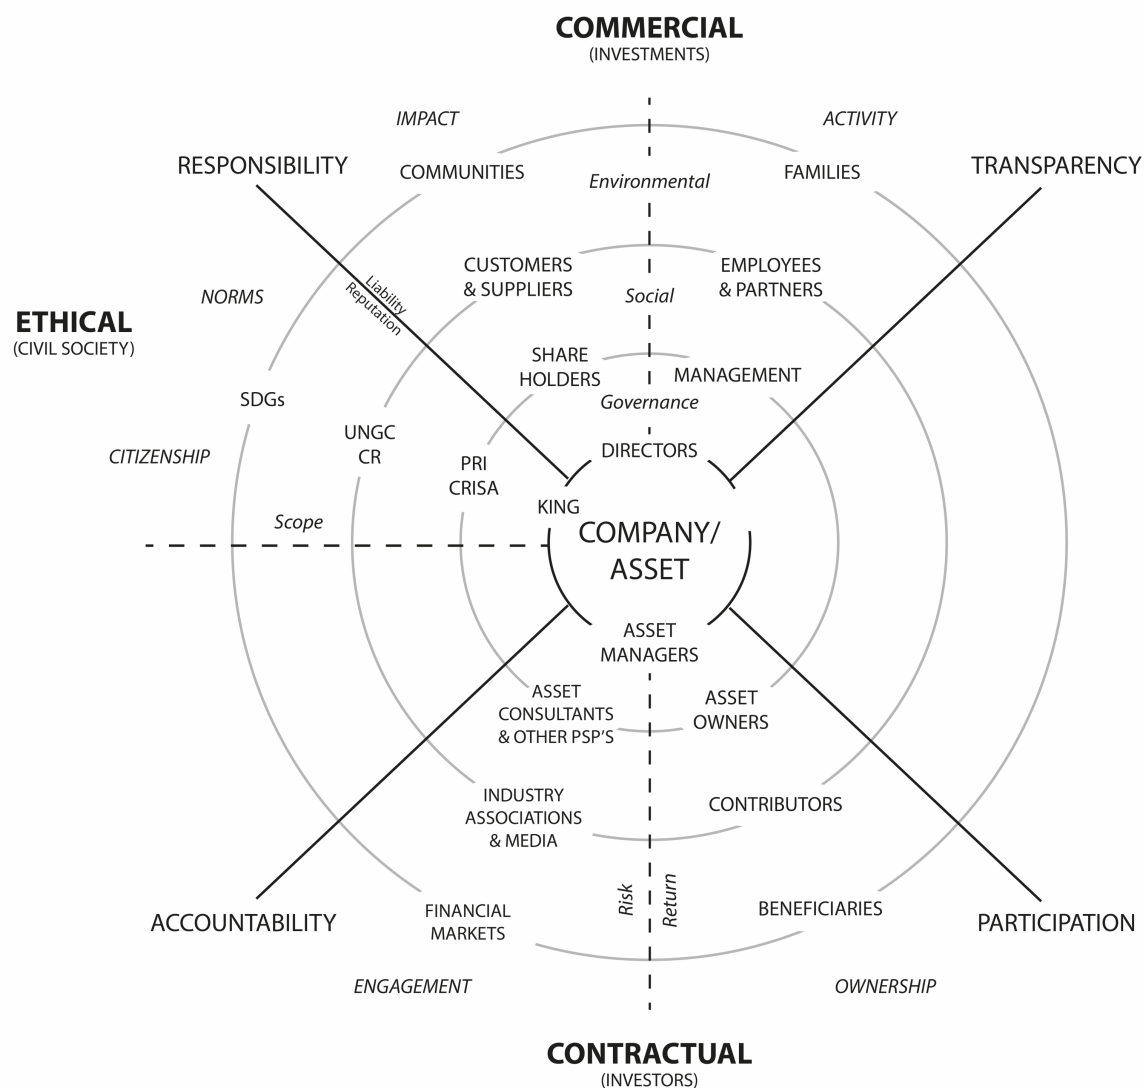 COMMERCIAL
(INVESTMENTS)
IMPACT
ACTIVITY
RESPONSIBILITY
COMMUNITIES
FAMILIES
TRANSPARENCY
Environmental
CUSTOMERS
& SUPPLIERS
EMPLOYEES
& PARTNERS
Liability
Reputation
Social
NORMS
ETHICAL
(CIVIL SOCIETY)
SHARE
HOLDERS
MANAGEMENT
Governance
SDGs
UNGC
CR
DIRECTORS
CITIZENSHIP
PRI
CRISA
KING
Scope
COMPANY/
ASSET
ASSET
MANAGERS
ASSET
CONSULTANTS
& OTHER PSP'S
ASSET
OWNERS
INDUSTRY
ASSOCIATIONS
& MEDIA
CONTRIBUTORS
Risk
Return
ACCOUNTABILITY
FINANCIAL
MARKETS
BENEFICIARIES
PARTICIPATION
ENGAGEMENT
OWNERSHIP
CONTRACTUAL
(INVESTORS)